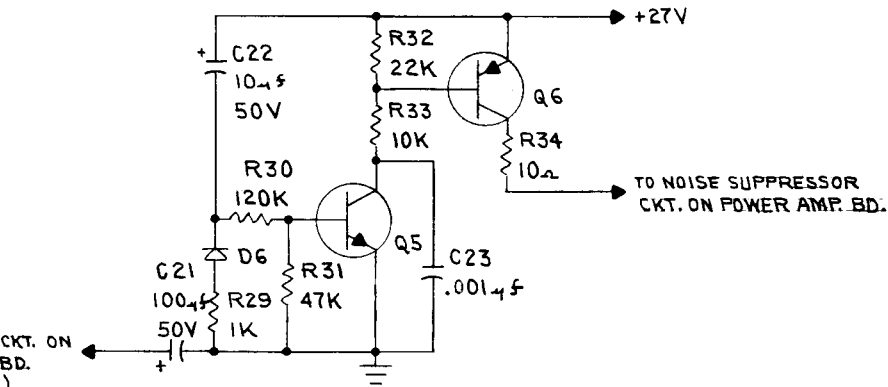 +27V
+ C22
10µf
50V
R32
22K
Q6
R33
10K
R34
10Ω
R30
120K
TO NOISE SUPPRESSOR
CKT. ON POWER AMP. BD.
Q5
C23
.001µf
D6
C21
100µf
50V
+
R29
1K
R31
47K
CKT. ON
BD.
)